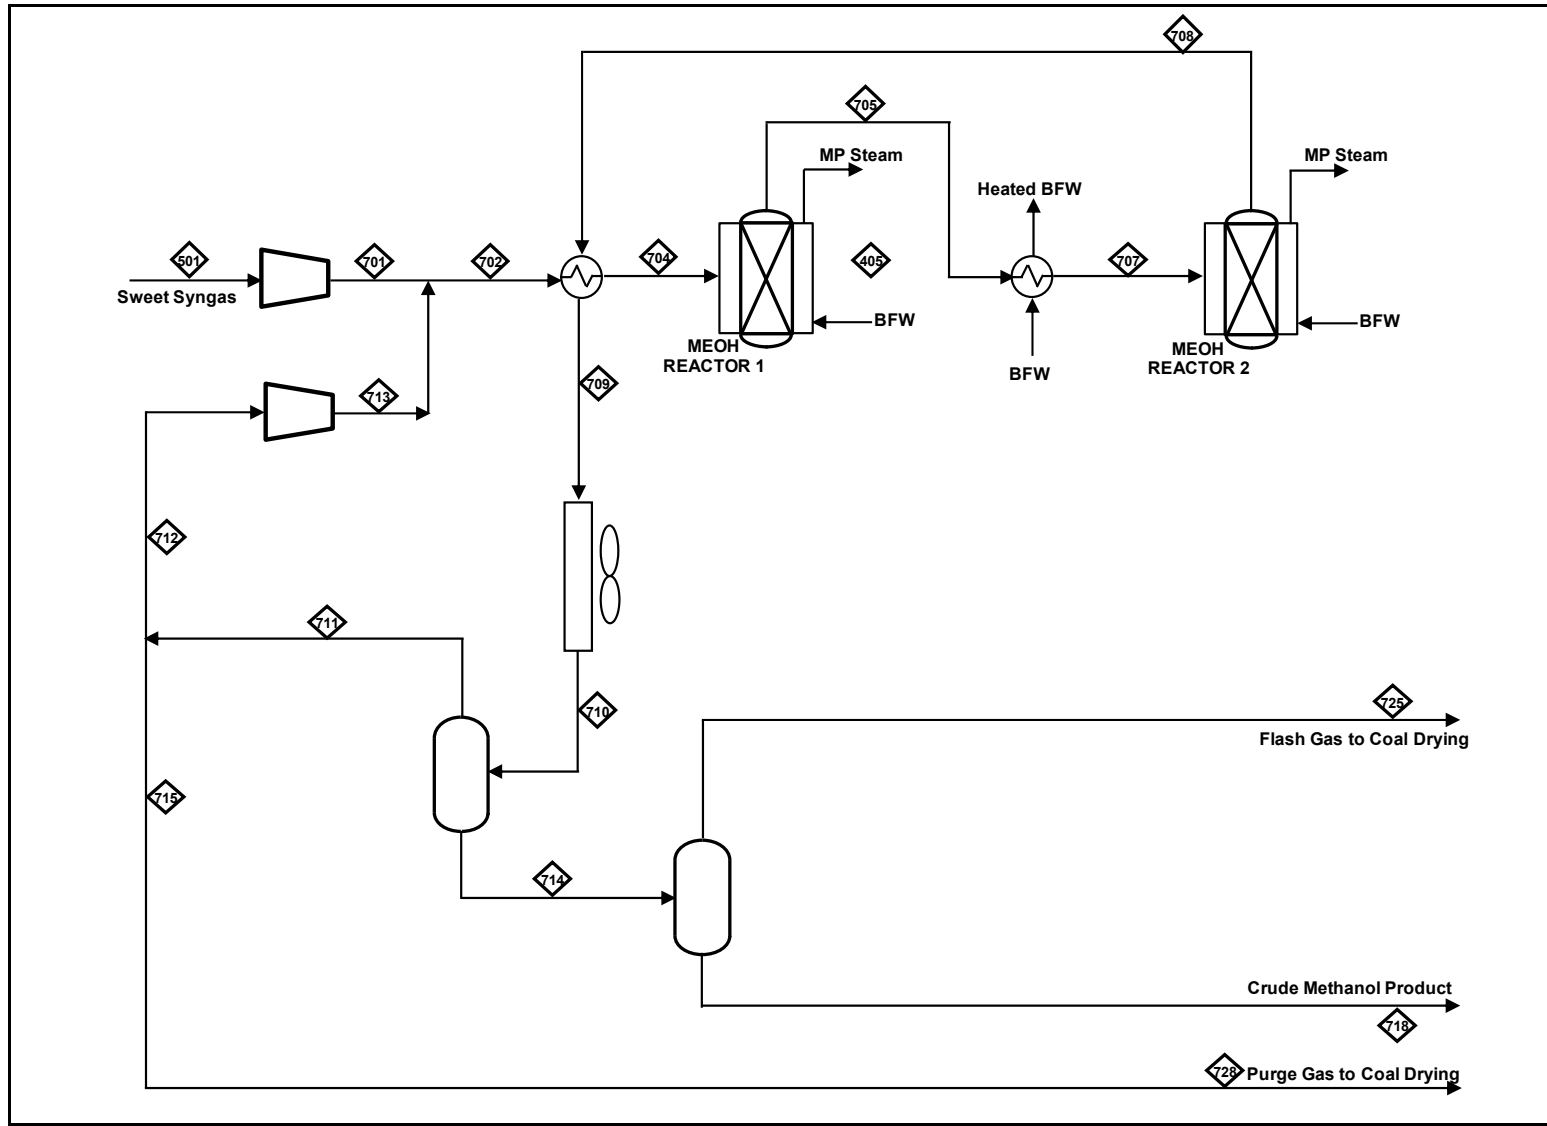 708
705
MP Steam
MP Steam
Heated BFW
501
701
702
704
405
707
Sweet Syngas
BFW
BFW
MEOH
REACTOR 1
MEOH
REACTOR 2
BFW
709
713
712
711
710
725
Flash Gas to Coal Drying
715
714
Crude Methanol Product
718
728
Purge Gas to Coal Drying